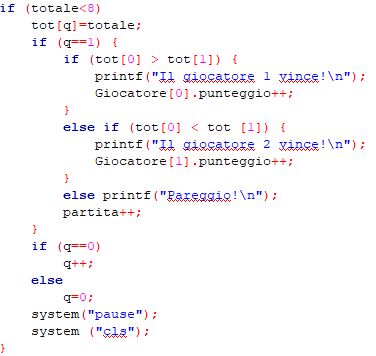 if (totale<8)
    tot[q]=totale;
    if (q==1) {
        if (tot[0] > tot[1]) {
            printf("Il giocatore 1 vince!\n");
            Giocatore[0].punteggio++;
        }
        else if (tot[0] < tot [1]) {
            printf("Il giocatore 2 vince!\n");
            Giocatore[1].punteggio++;
        }
        else printf("Pareggio!\n");
        partita++;
    }
    if (q==0)
        q++;
    else
        q=0;
    system("pause");
    system ("cls");
}